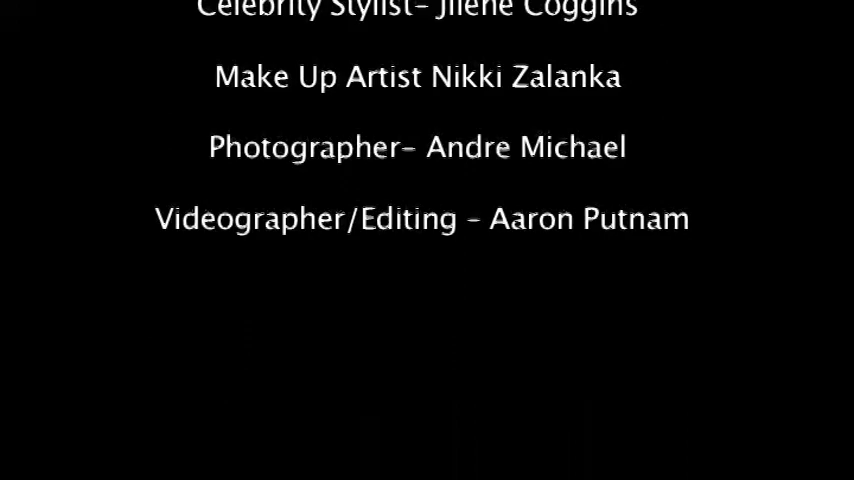 Celebrity Stylist- Jilene Coggins
Make Up Artist Nikki Zalanka
Photographer- Andre Michael
Videographer/Editing - Aaron Putnam